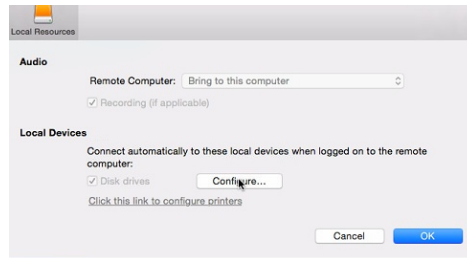 Local Resources
Audio
Remote Computer: Bring to this computer
Recording (if applicable)
Local Devices
Connect automatically to these local devices when logged on to the remote
computer:
Disk drives Configure...
Click this link to configure printers
Cancel OK